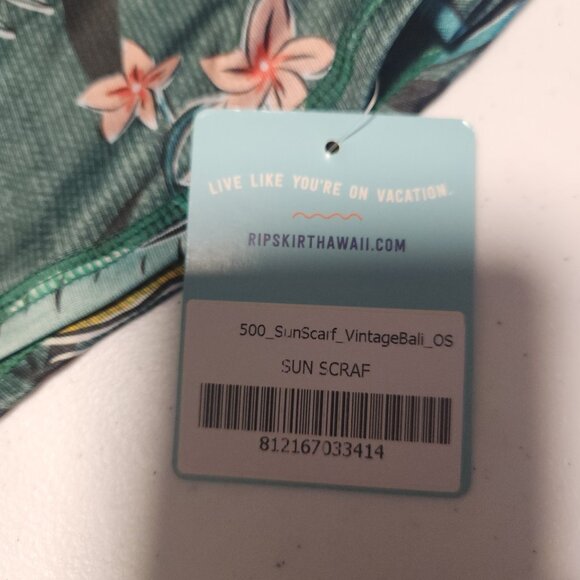 LIVE LIKE YOU'RE ON VACATION.
RIPSKIRTHAWAII.COM
500_SunScarf_VintageBali_OS
SUN SCRAF
812167033414